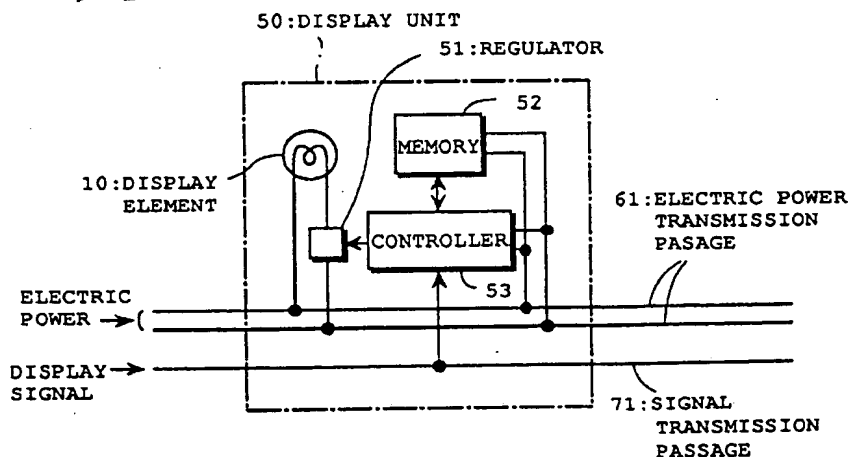 50:DISPLAY UNIT
51:REGULATOR
52
MEMORY
10:DISPLAY
ELEMENT
61:ELECTRIC POWER
TRANSMISSION
PASAGE
CONTROLLER
53
ELECTRIC
POWER
DISPLAY
SIGNAL
71:SIGNAL
TRANSMISSION
PASSAGE